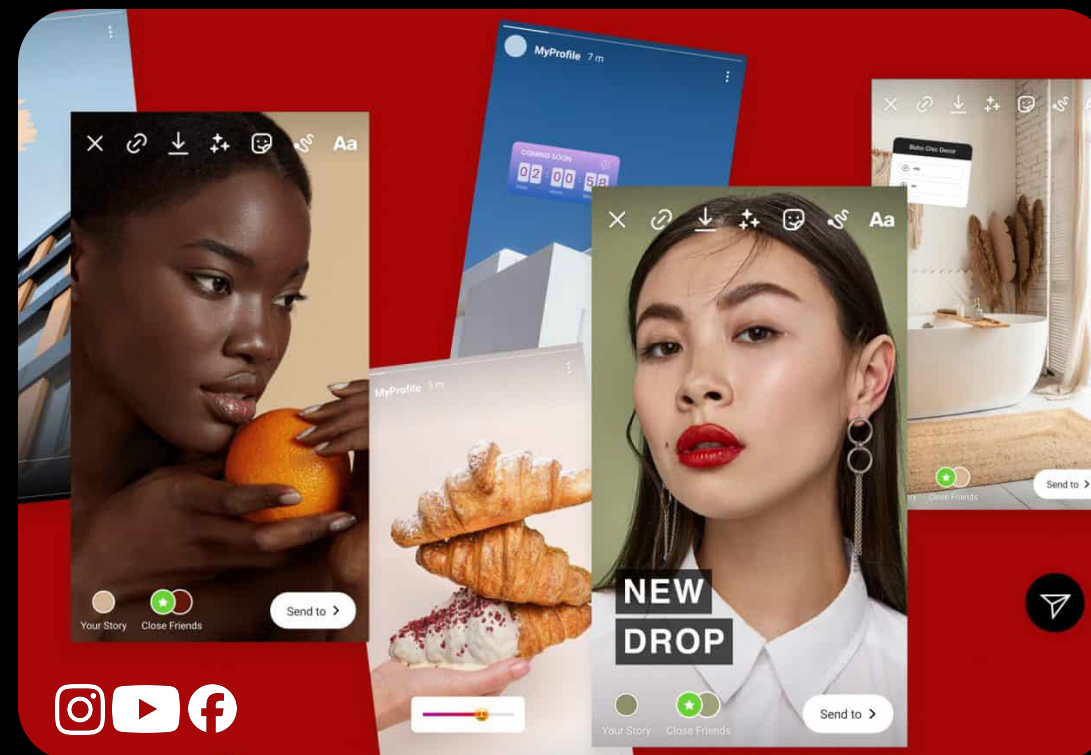 MyProfile 7 m
COMING SOON
02 : 00 : 58
Aa
Boho Chic Decor
Aa
MyProfile
Your Story
Close Friends
Send to
NEW
DROP
Your Story
Close Friends
Send to
Close Friends
Send to